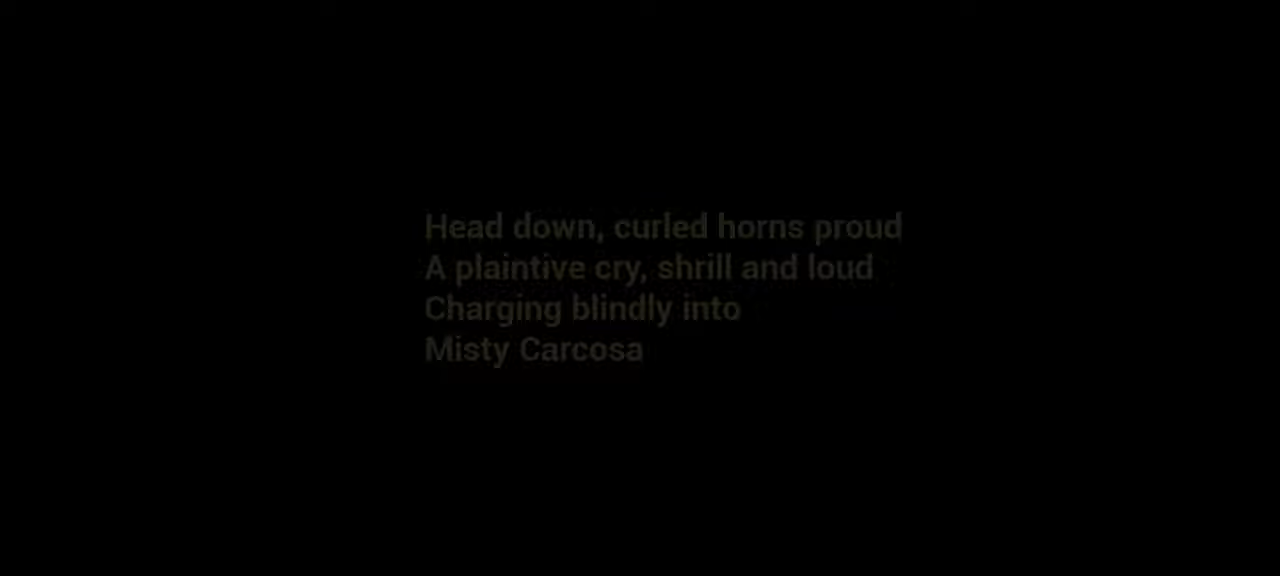 Head down, curled horns proud
A plaintive cry, shrill and loud
Charging blindly into
Misty Carcosa